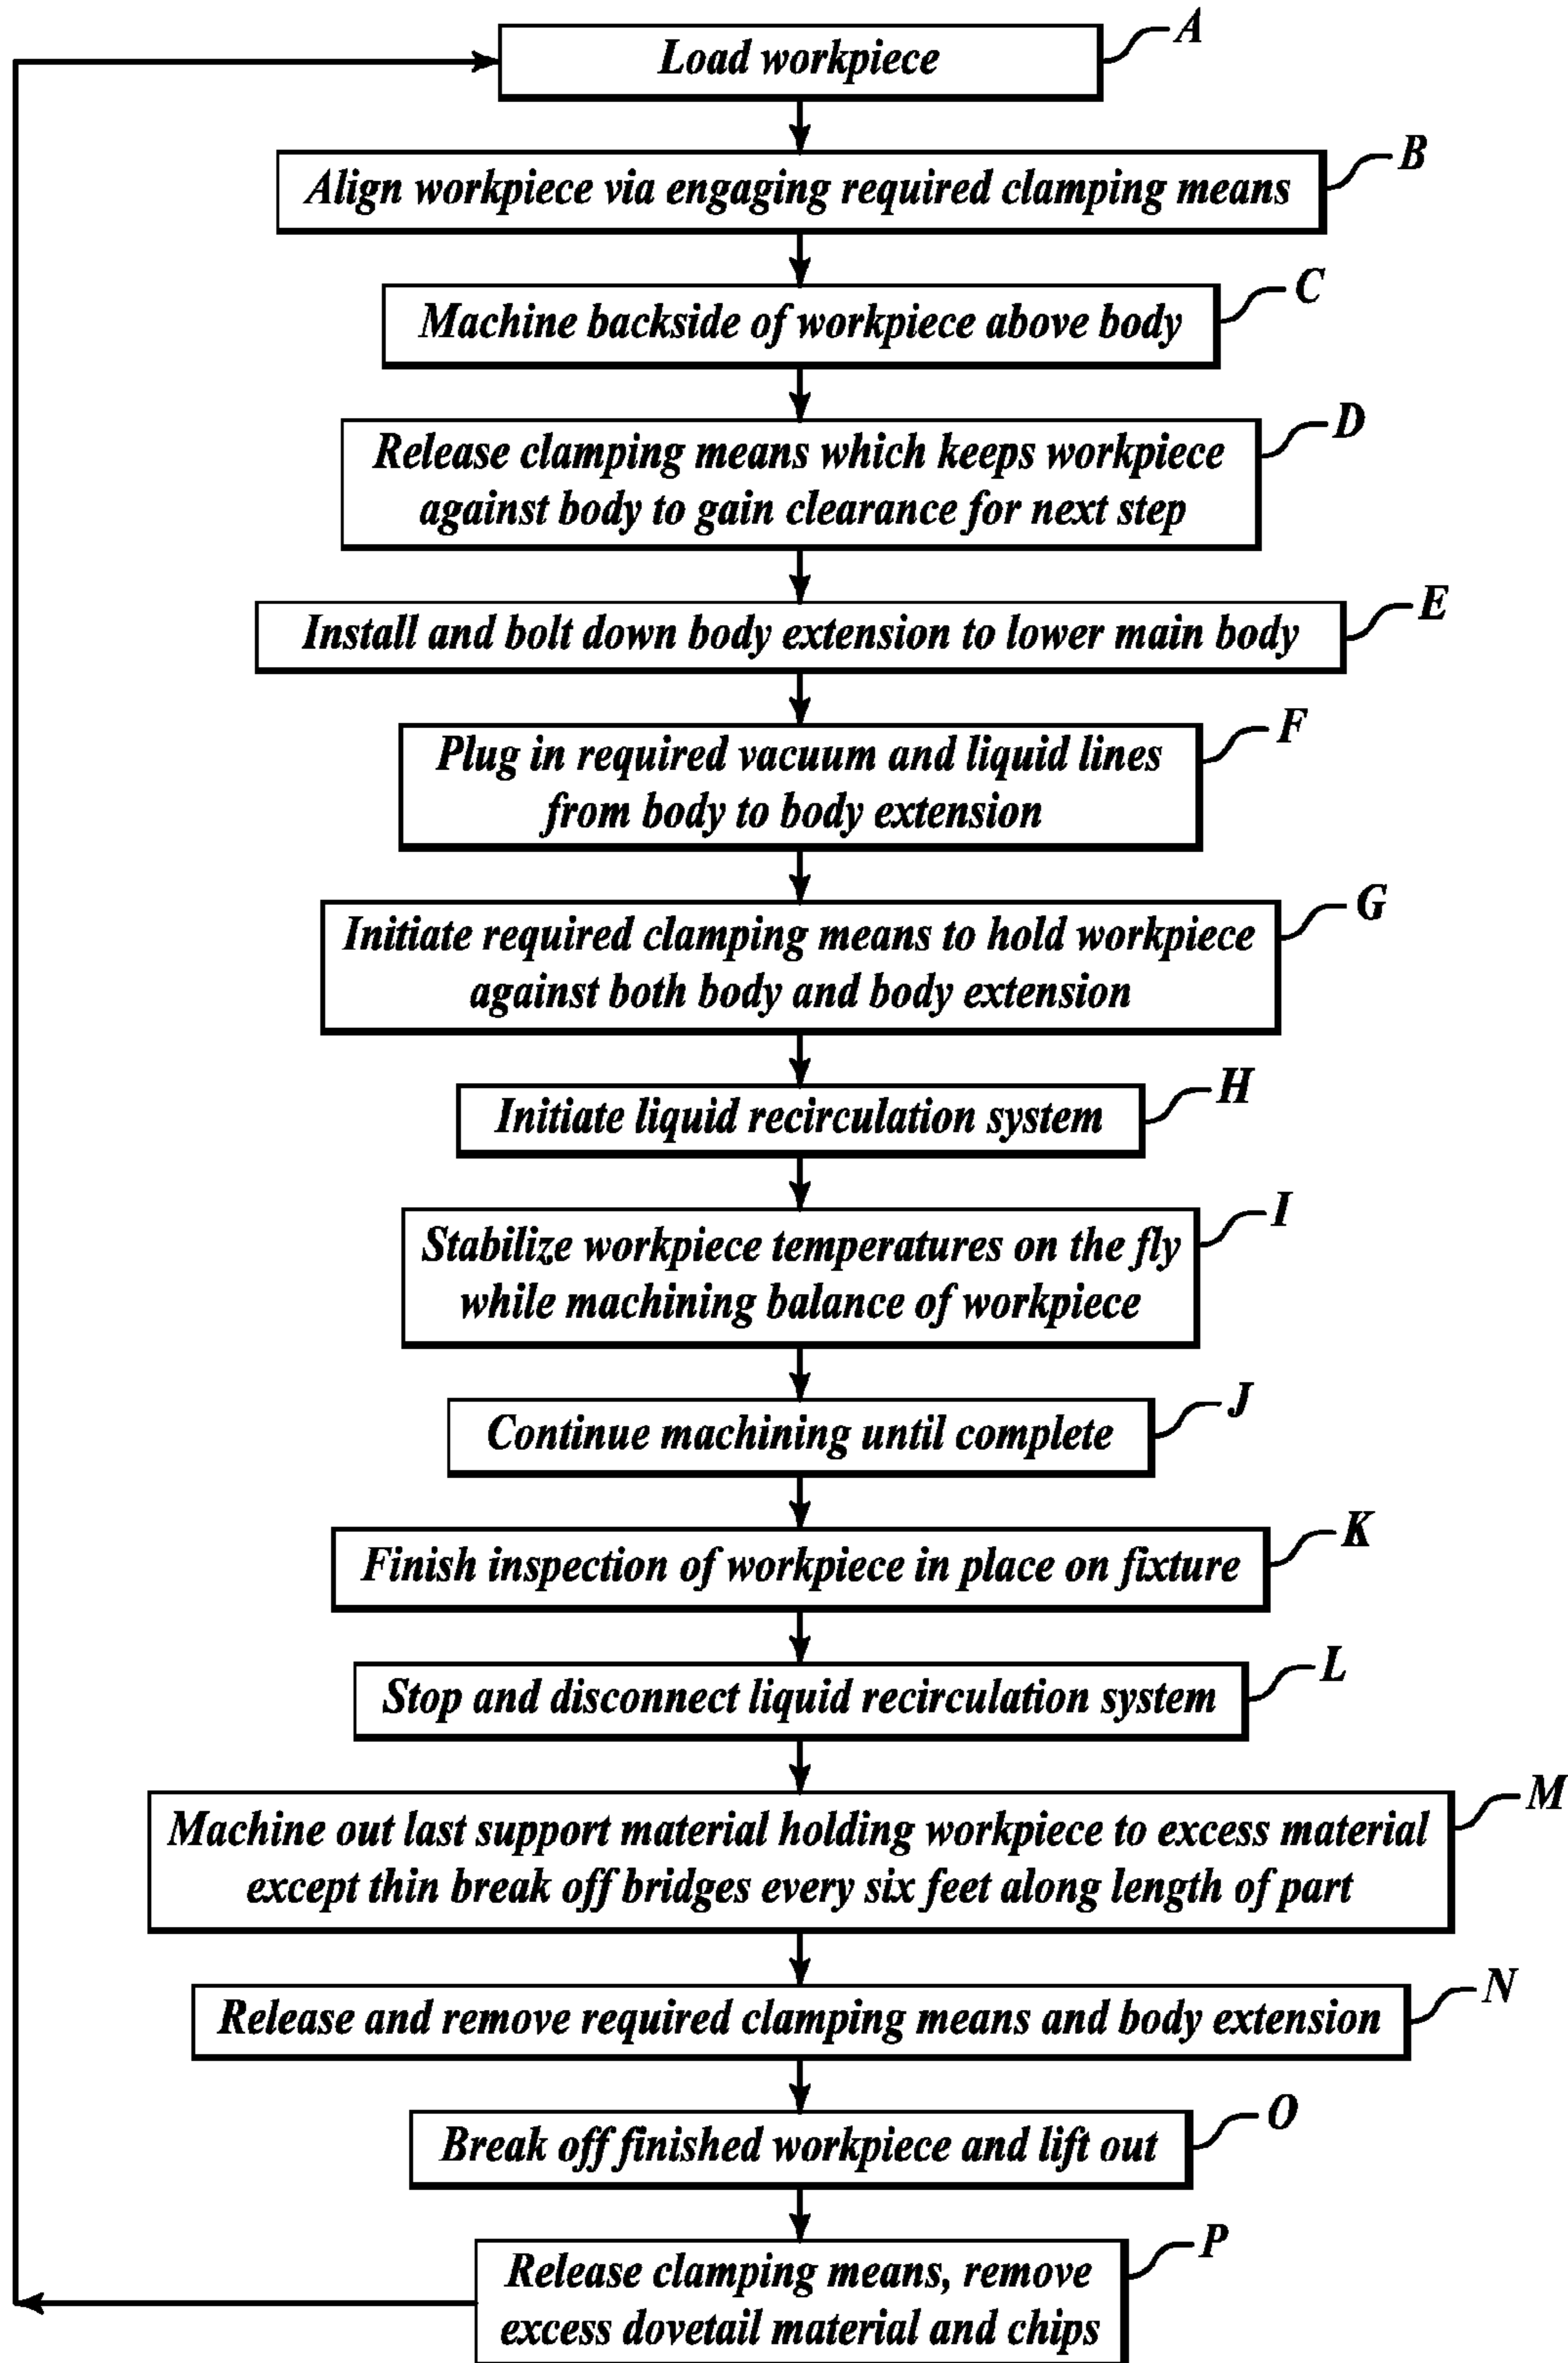 Load workpiece
A
Align workpiece via engaging required clamping means
B
Machine backside of workpiece above body
C
Release clamping means which keeps workpiece
against body to gain clearance for next step
D
Install and bolt down body extension to lower main body
E
Plug in required vacuum and liquid lines
from body to body extension
F
Initiate required clamping means to hold workpiece
against both body and body extension
G
Initiate liquid recirculation system
H
Stabilize workpiece temperatures on the fly
while machining balance of workpiece
I
Continue machining until complete
J
Finish inspection of workpiece in place on fixture
K
Stop and disconnect liquid recirculation system
L
Machine out last support material holding workpiece to excess material
except thin break off bridges every six feet along length of part
M
Release and remove required clamping means and body extension
N
Break off finished workpiece and lift out
O
Release clamping means, remove
excess dovetail material and chips
P